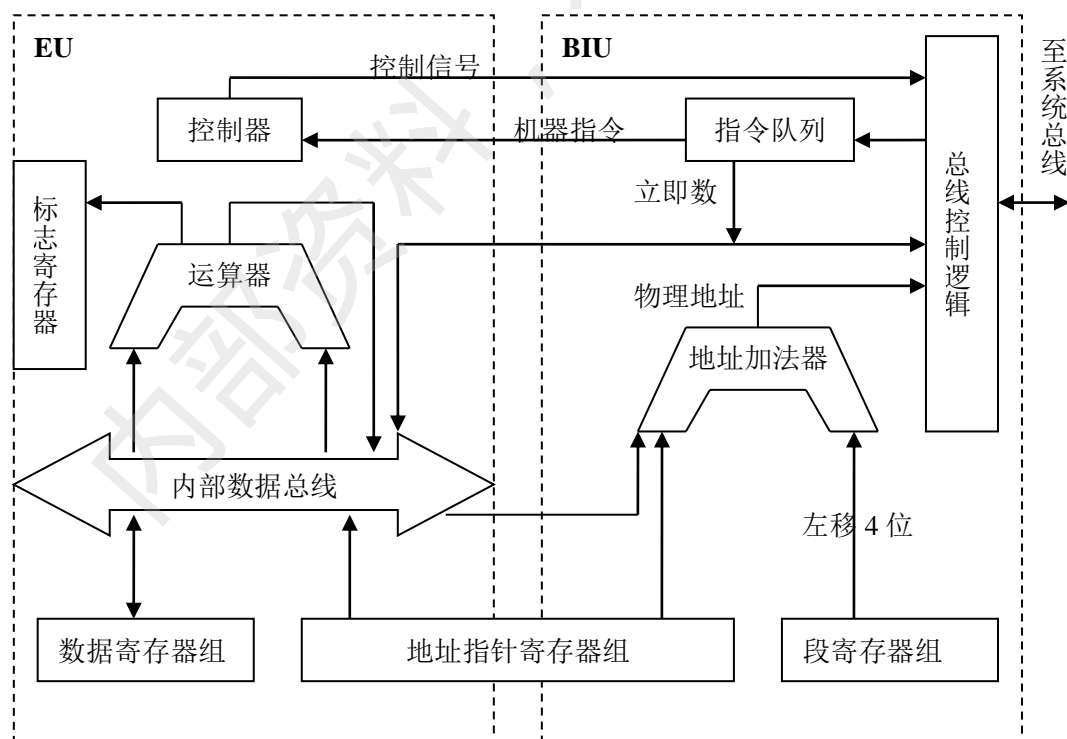 EU
BIU
控制信号
至系统总线
控制器
机器指令
指令队列
总线控制逻辑
标志寄存器
立即数
运算器
物理地址
地址加法器
内部数据总线
左移 4 位
数据寄存器组
地址指针寄存器组
段寄存器组
内部资料，